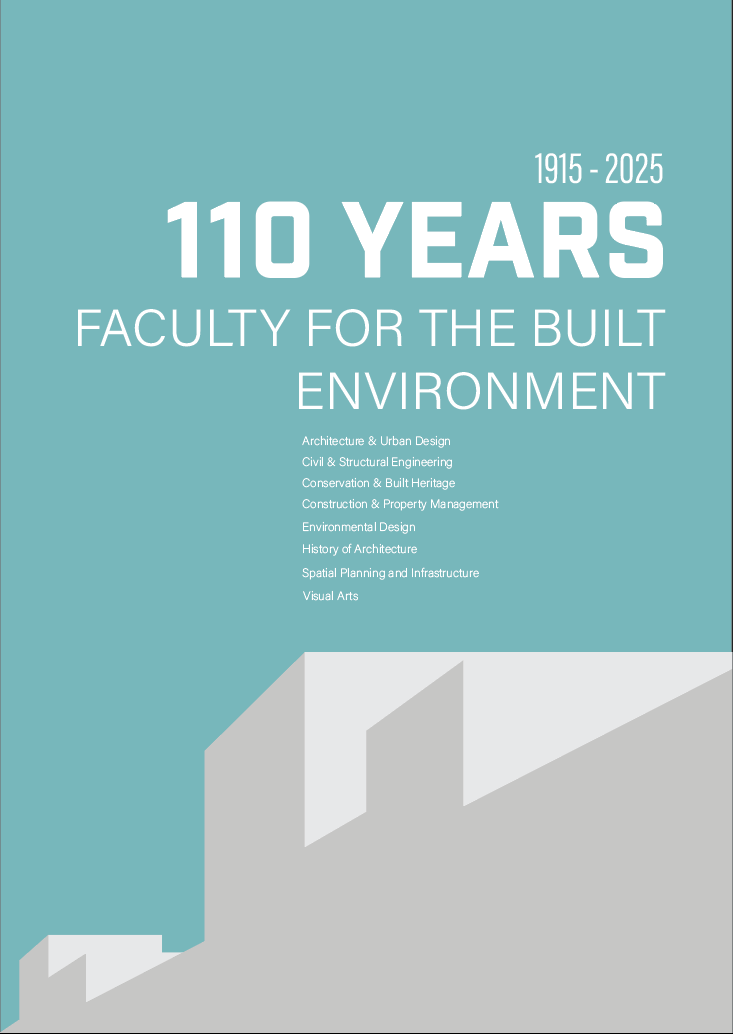 1915 - 2025
110 YEARS
FACULTY FOR THE BUILT
ENVIRONMENT
Architecture & Urban Design
Civil & Structural Engineering
Conservation & Built Heritage
Construction & Property Management
Environmental Design
History of Architecture
Spatial Planning and Infrastructure
Visual Arts